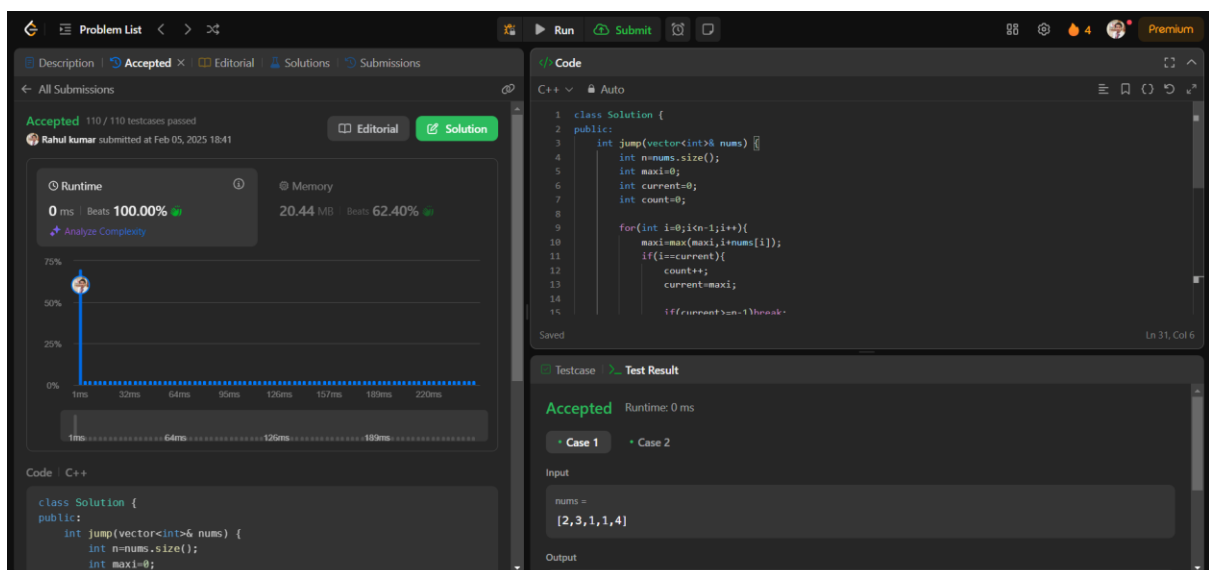 Problem List
Run
Submit
4
Premium
Description
Accepted
Editorial
Solutions
Submissions
All Submissions
Accepted 110 / 110 testcases passed
Rahul kumar submitted at Feb 05, 2025 18:41
Editorial
Solution
Runtime
0 ms | Beats 100.00%
Analyze Complexity
Memory
20.44 MB | Beats 62.40%
75%
50%
25%
0%
1ms 32ms 64ms 95ms 126ms 157ms 189ms 220ms
1ms 64ms 126ms 189ms
Code | C++
class Solution {
public:
    int jump(vector<int>& nums) {
        int n=nums.size();
        int maxi=0;
</> Code
C++ Auto
1 class Solution {
2 public:
3     int jump(vector<int>& nums) {
4         int n=nums.size();
5         int maxi=0;
6         int current=0;
7         int count=0;
8
9         for(int i=0;i<n-1;i++){
10             maxi=max(maxi,i+nums[i]);
11             if(i==current){
12                 count++;
13                 current=maxi;
14
15                 if(current>=n-1)break;
Saved
Ln 31, Col 6
Testcase | >_ Test Result
Accepted Runtime: 0 ms
• Case 1 • Case 2
Input
nums =
[2,3,1,1,4]
Output